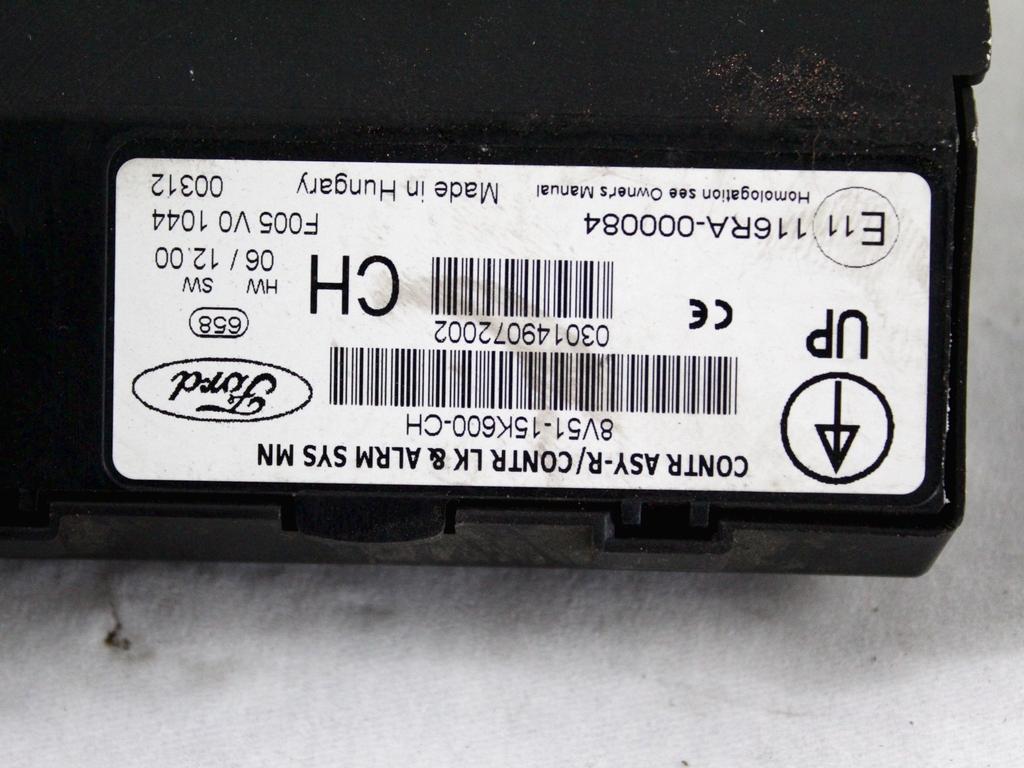 CONTR ASY-R/CONTR LK & ALRM SYS MN
8V51-15K600-CH
Ford
UP
030149072002
CE
CH
658
HW SW
06 / 12.00
E11 116RA-000084
F005 V0 1044
Homologation see Owner's Manual
Made in Hungary
00312